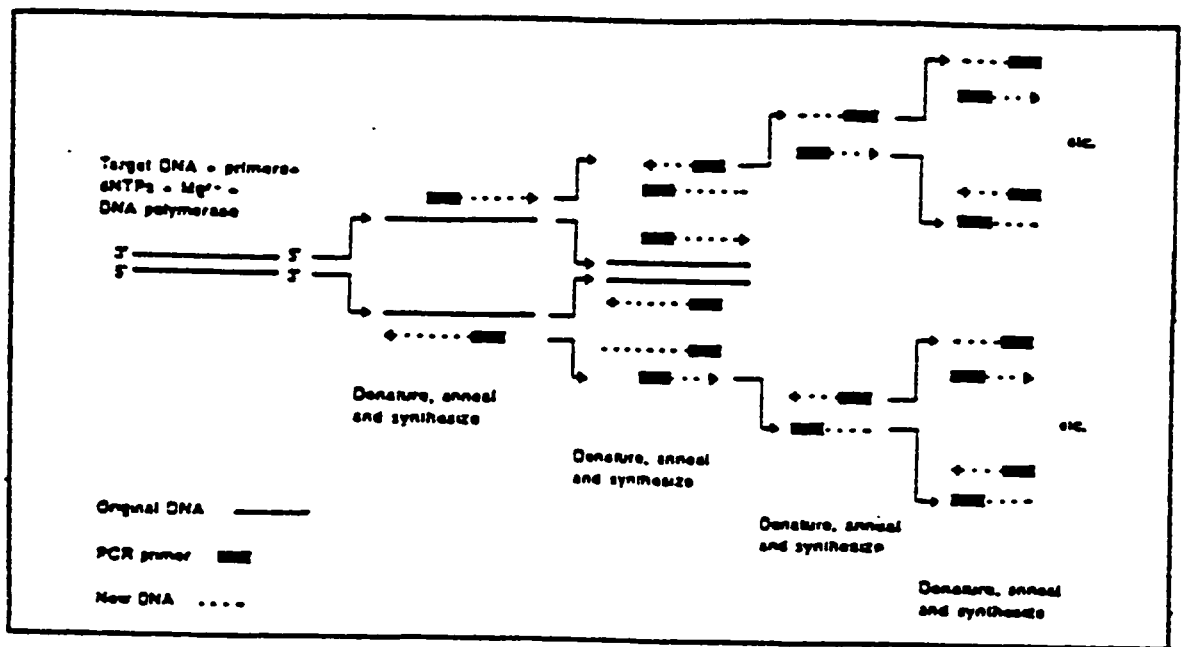 Target DNA + primers+
dNTPs + Mg²⁺ +
DNA polymerase
3' 5'
5' 3'
Denature, anneal
and synthesize
Denature, anneal
and synthesize
Denature, anneal
and synthesize
Denature, anneal
and synthesize
etc.
etc.
Original DNA
PCR primer
New DNA